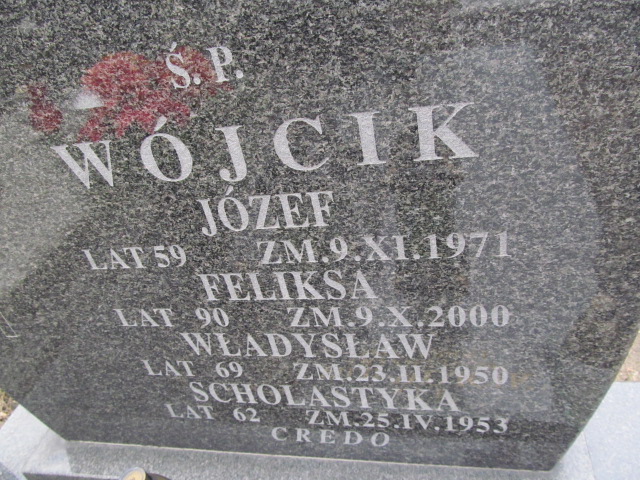 Ś.P.
WÓJCIK
JÓZEF
LAT 59 ZM.9.XI.1971
FELIKSA
LAT 90 ZM.9.X.2000
WŁADYSŁAW
LAT 69 ZM.23.II.1950
SCHOLASTYKA
LAT 62 ZM.25.IV.1953
CREDO